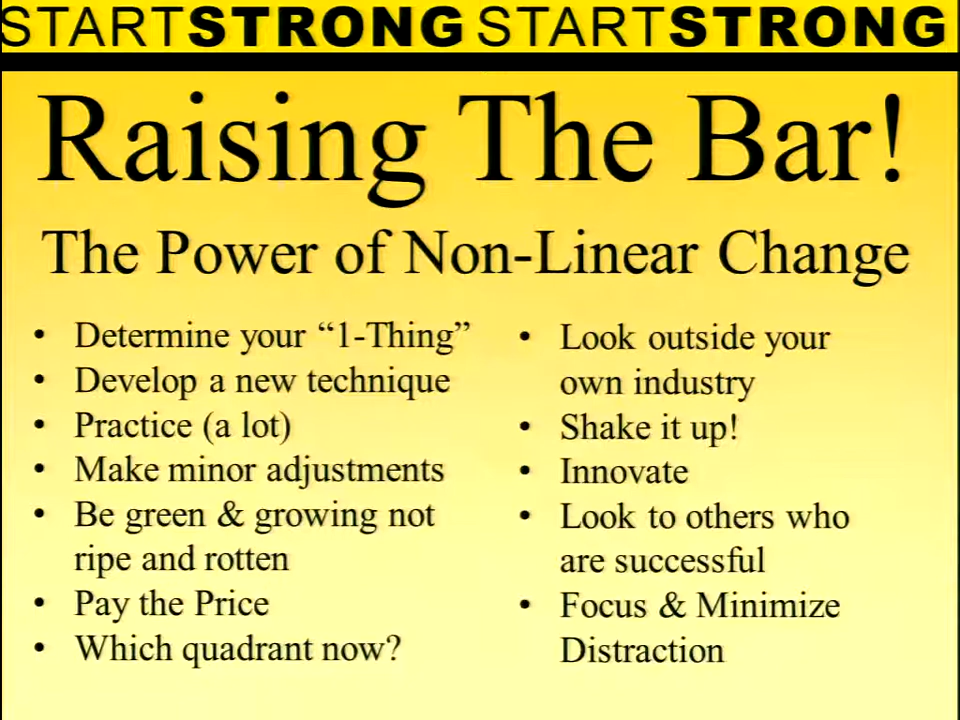 STARTSTRONG STARTSTRONG
Raising The Bar!
The Power of Non-Linear Change
• Determine your “1-Thing”
• Develop a new technique
• Practice (a lot)
• Make minor adjustments
• Be green & growing not
ripe and rotten
• Pay the Price
• Which quadrant now?
• Look outside your
own industry
• Shake it up!
• Innovate
• Look to others who
are successful
• Focus & Minimize
Distraction